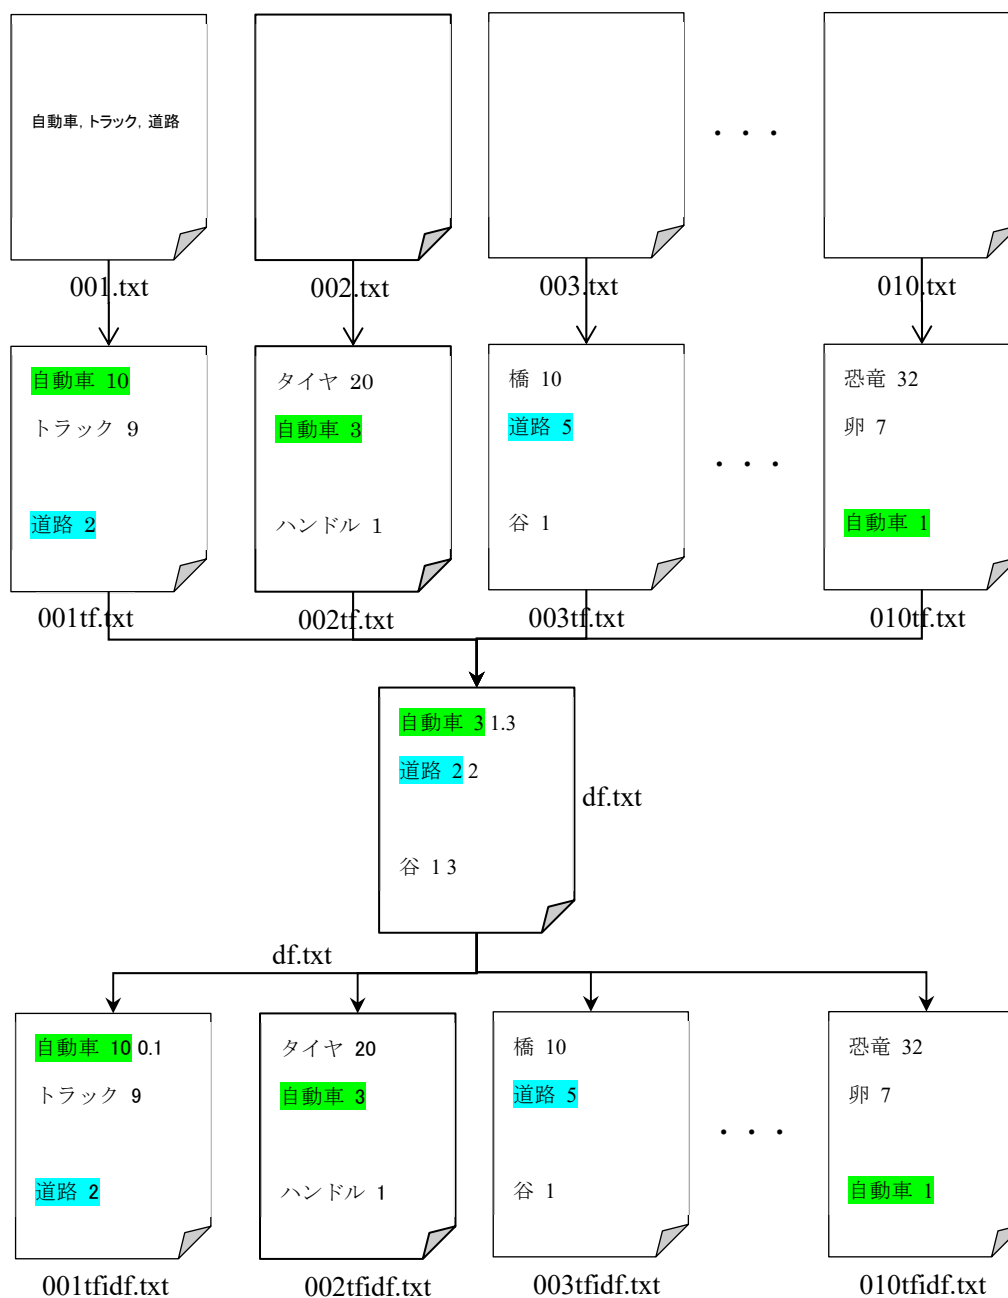 自動車, トラック, 道路
・・・
001.txt
002.txt
003.txt
010.txt
自動車 10
トラック 9
道路 2
タイヤ 20
自動車 3
ハンドル 1
橋 10
道路 5
谷 1
・・・
恐竜 32
卵 7
自動車 1
001tf.txt
002tf.txt
003tf.txt
010tf.txt
自動車 3 1.3
道路 2 2
谷 1 3
df.txt
df.txt
自動車 10 0.1
トラック 9
道路 2
タイヤ 20
自動車 3
ハンドル 1
橋 10
道路 5
谷 1
・・・
恐竜 32
卵 7
自動車 1
001tfidf.txt
002tfidf.txt
003tfidf.txt
010tfidf.txt